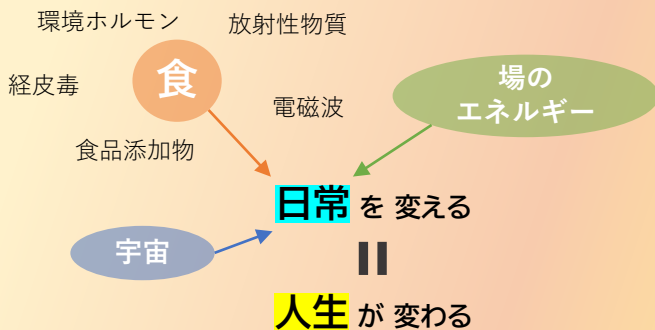 環境ホルモン
放射性物質
食
経皮毒
電磁波
場の
エネルギー
食品添加物
日常 を 変える
宇宙
人生 が 変わる